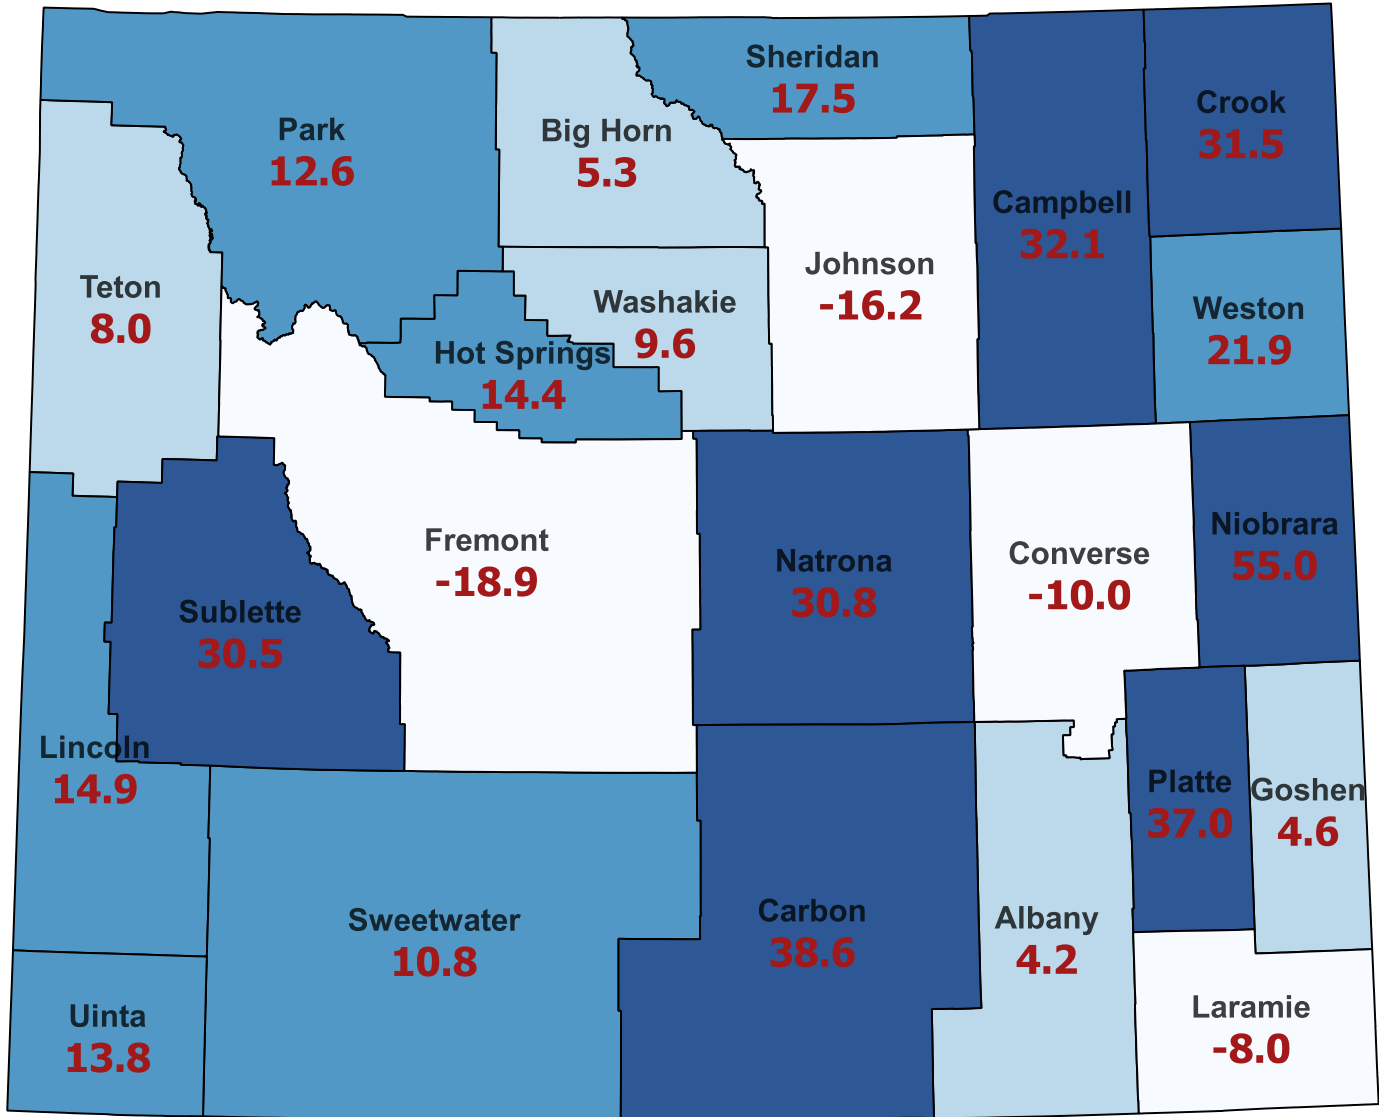 Sheridan
17.5
Crook
31.5
Park
12.6
Big Horn
5.3
Campbell
32.1
Johnson
-16.2
Teton
8.0
Washakie
9.6
Weston
21.9
Hot Springs
14.4
Niobrara
55.0
Fremont
-18.9
Natrona
30.8
Converse
-10.0
Sublette
30.5
Lincoln
14.9
Platte
37.0
Goshen
4.6
Sweetwater
10.8
Carbon
38.6
Albany
4.2
Uinta
13.8
Laramie
-8.0